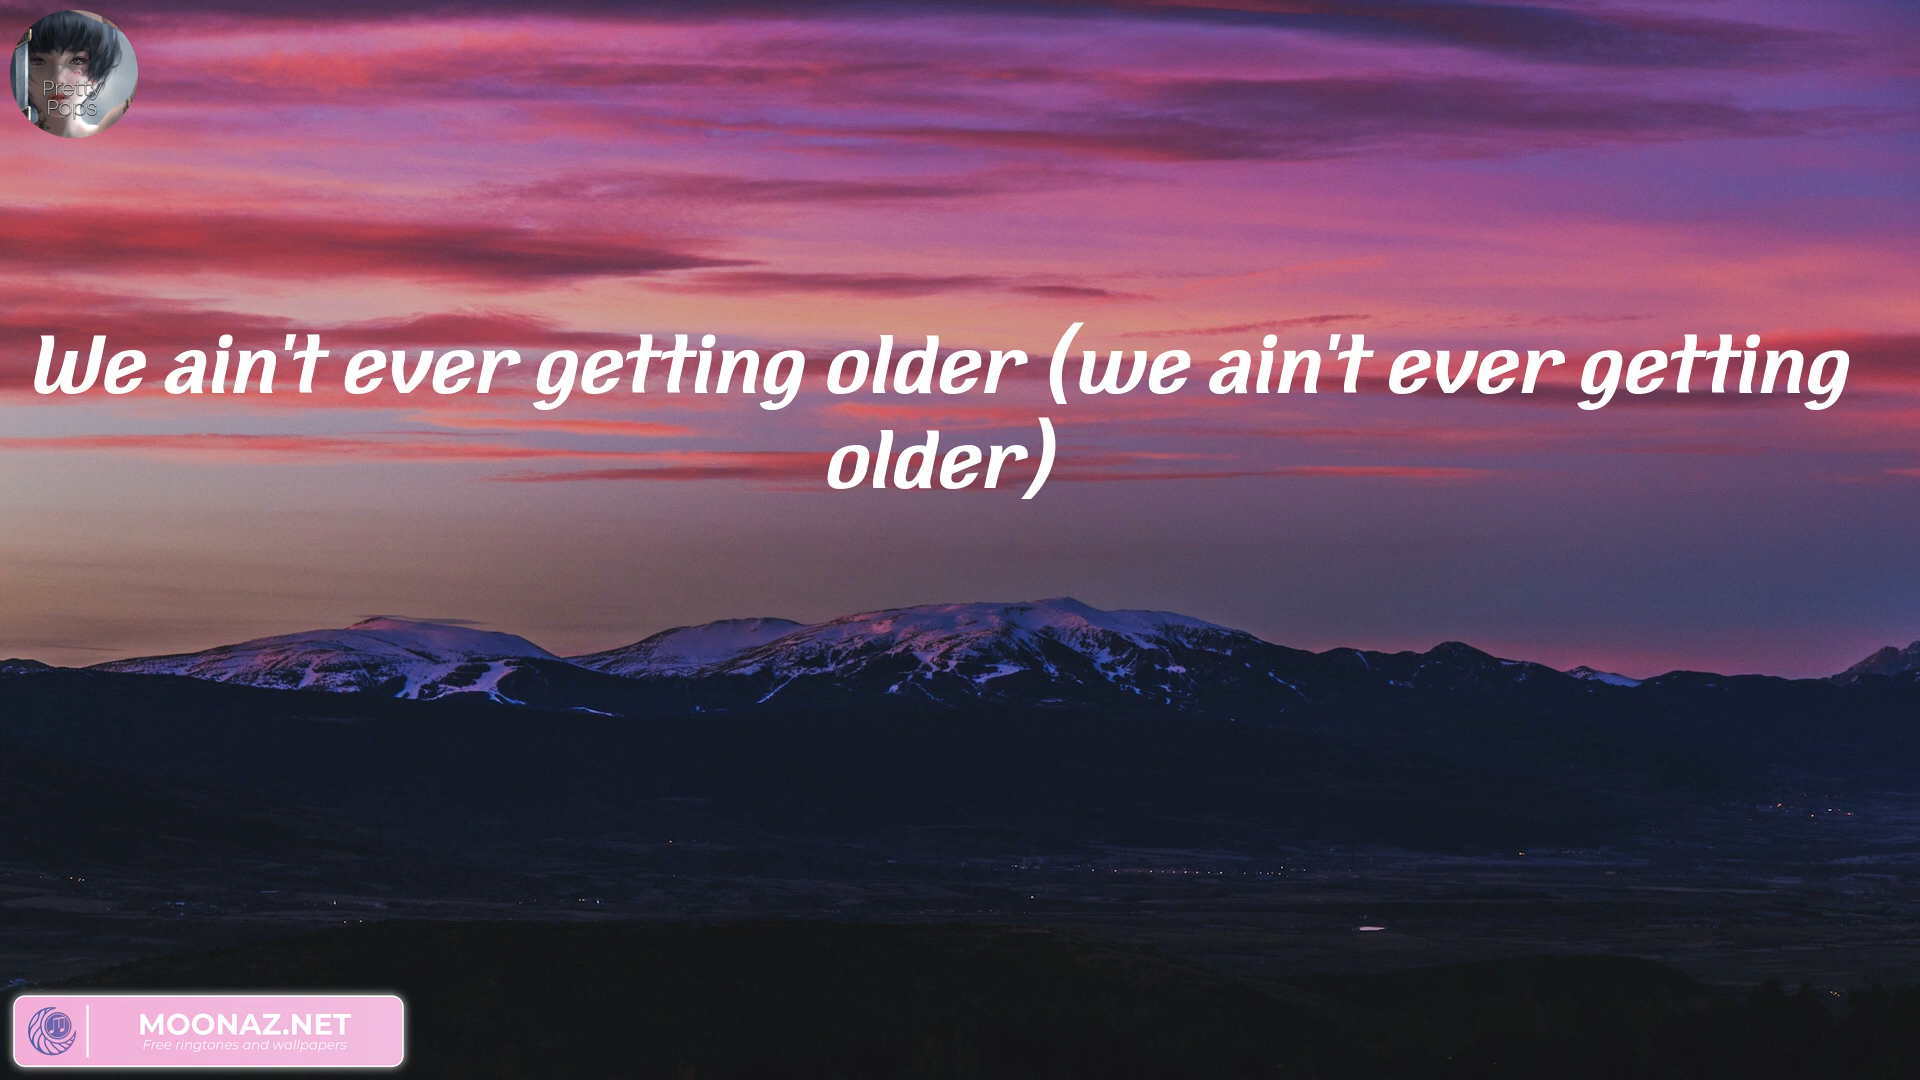 Pretty
Pops
We ain't ever getting older (we ain't ever getting
older)
MOONAZ.NET
Free ringtones and wallpapers